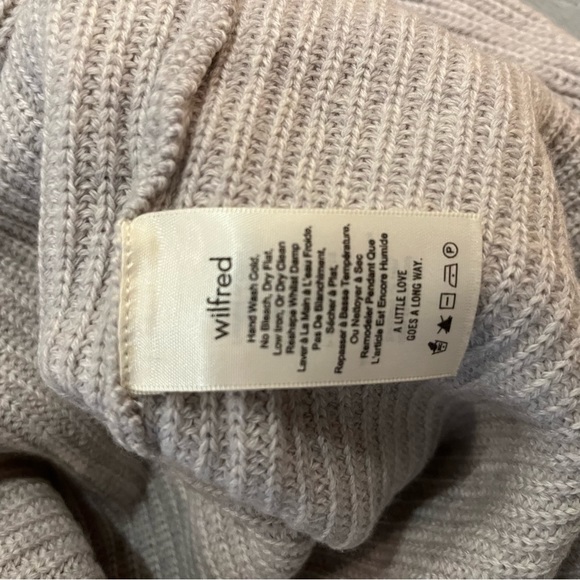 wilfred
Hand Wash Cold,
No Bleach, Dry Flat,
Low Iron, Or Dry Clean
Reshape Whilst Damp
Laver à La Main à L'eau Froide,
Pas De Blanchiment,
Sécher à Plat,
Repasser à Basse Température,
Ou Nettoyer à Sec
Remodeler Pendant Que
L'article Est Encore Humide
A LITTLE LOVE
GOES A LONG WAY.
P